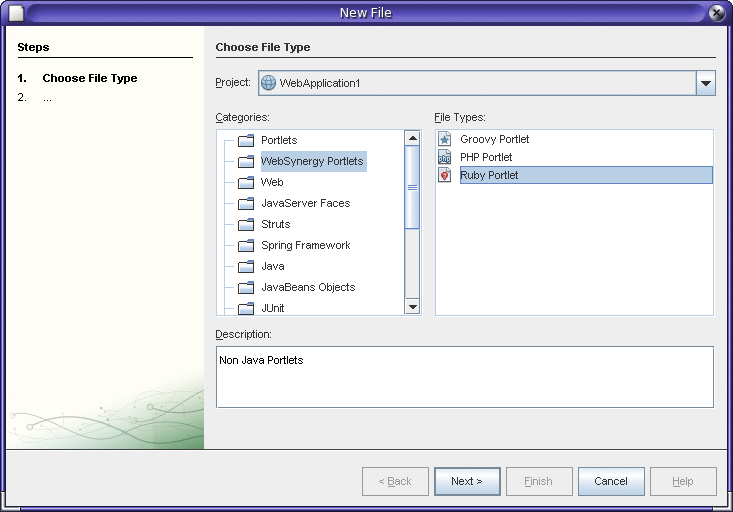 New File
Steps
1. Choose File Type
2. ...
Choose File Type
Project: WebApplication1
Categories:
Portlets
WebSynergy Portlets
Web
JavaServer Faces
Struts
Spring Framework
Java
JavaBeans Objects
JUnit
File Types:
Groovy Portlet
PHP Portlet
Ruby Portlet
Description:
Non Java Portlets
< Back
Next >
Finish
Cancel
Help